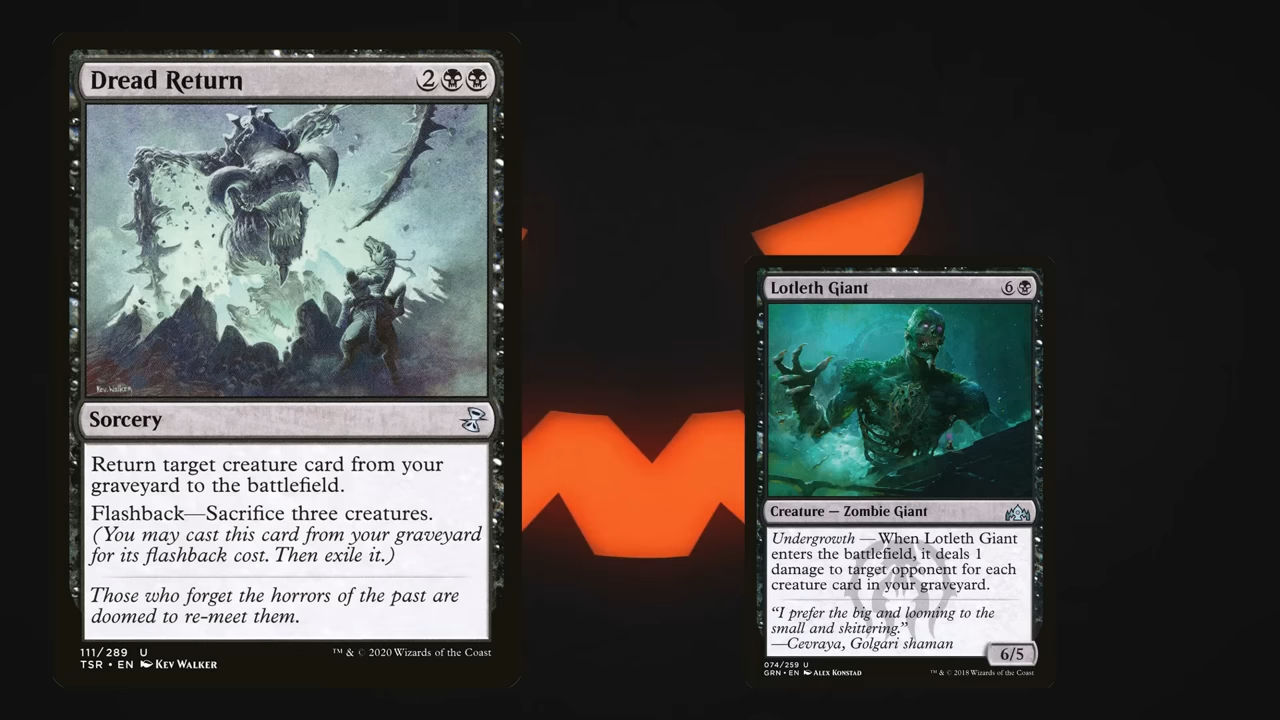 Dread Return 2
Kev. Walker
Sorcery
Return target creature card from your
graveyard to the battlefield.
Flashback—Sacrifice three creatures.
(You may cast this card from your graveyard
for its flashback cost. Then exile it.)
Those who forget the horrors of the past are
doomed to re-meet them.
111/289 U
TSR • EN Kev Walker
™ & © 2020 Wizards of the Coast
Lotleth Giant 6
Creature — Zombie Giant
Undergrowth — When Lotleth Giant
enters the battlefield, it deals 1
damage to target opponent for each
creature card in your graveyard.
“I prefer the big and looming to the
small and skittering.”
—Cevraya, Golgari shaman
6/5
074/259 U
GRN • EN Alex Konstad
™ & © 2018 Wizards of the Coast